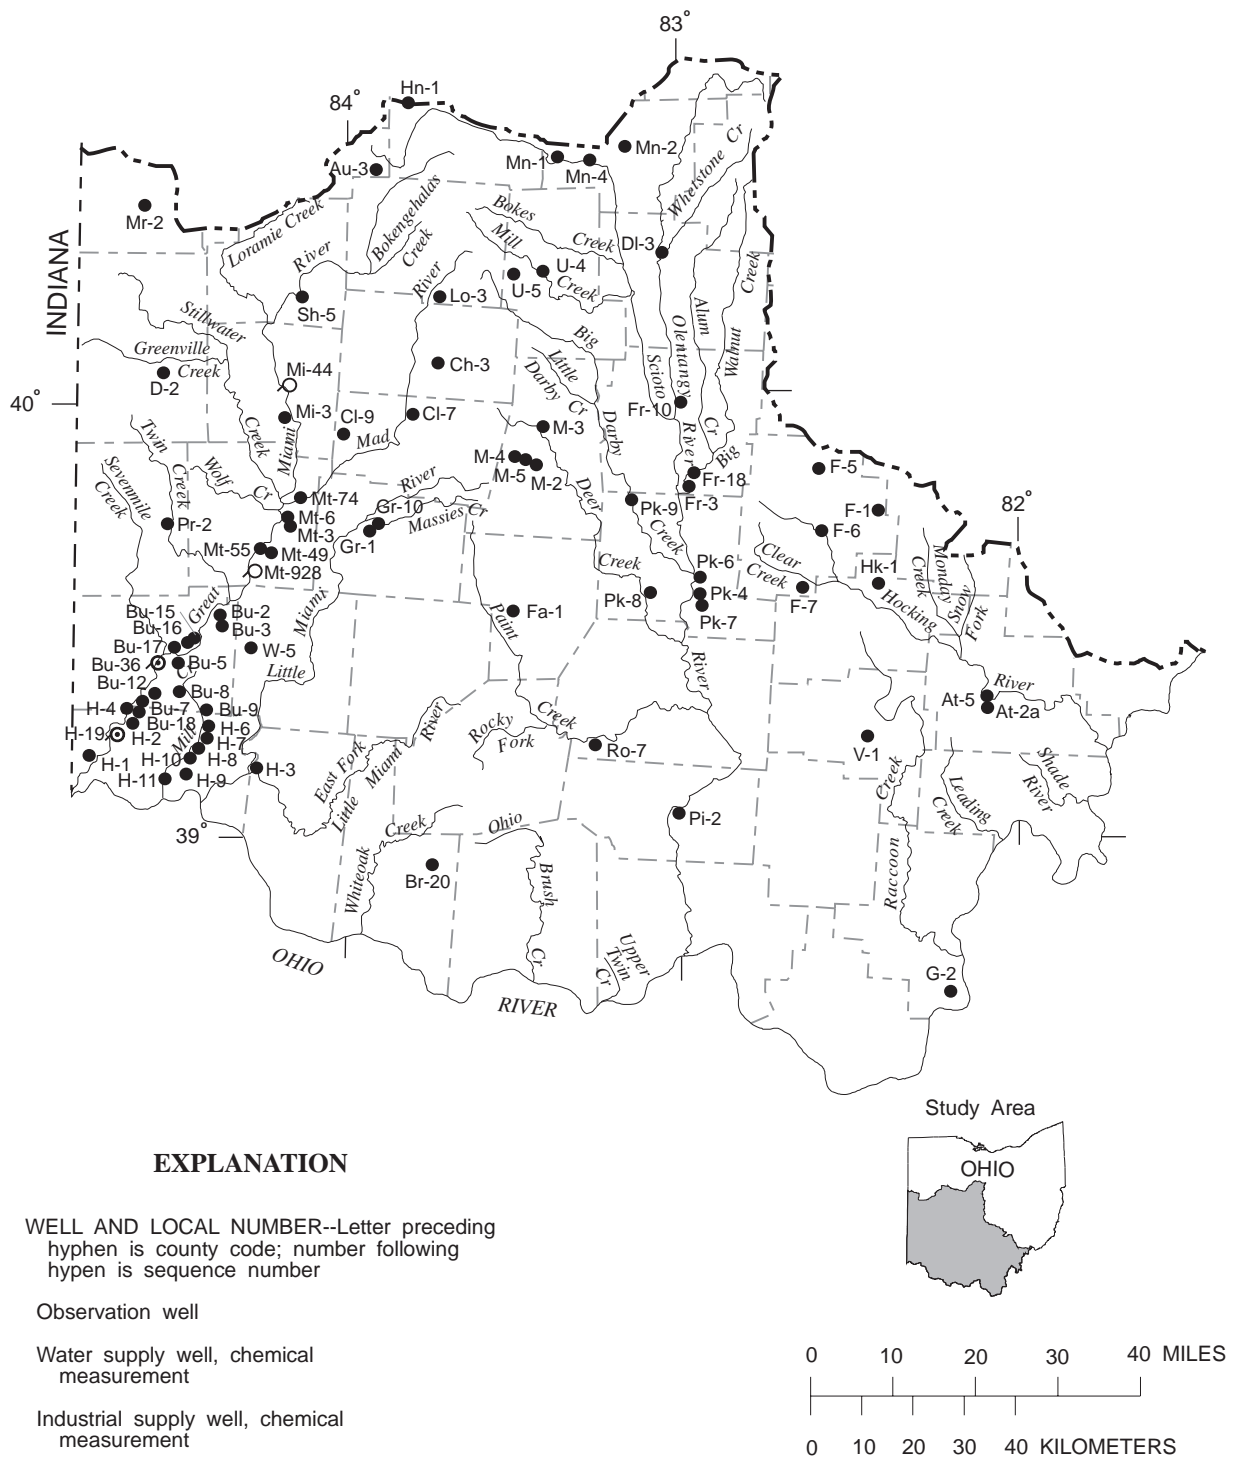 83°
Hn-1
84°
Au-3
Mn-1
Mn-4
Mn-2
Whetstone Cr
Mr-2
INDIANA
Loramie Creek
River
Bokengehalas
Creek
Bokes
Creek
Mill
Creek
Dl-3
U-4
U-5
River
Lo-3
Sh-5
Alum
Cr
Creek
Walnut
Big
Stillwater
Creek
Greenville
Creek
D-2
Mi-44
Ch-3
Big
Darby
Creek
Little
Darby
Cr
Scioto
River
Olentangy
River
40°
Mi-3
Cl-9
Cl-7
Mad
Fr-10
M-3
M-4
M-5
M-2
Deer
Creek
Fr-18
Fr-3
F-5
82°
Twin
Creek
Sevenmile
Creek
Wolf
Cr
Miami
Mt-74
Mt-6
Mt-3
River
Gr-10
Massies Cr
Gr-1
Pk-9
F-1
F-6
Pr-2
Mt-55
Mt-49
Mt-928
Clear
Creek
Pk-6
Pk-4
Pk-7
Pk-8
F-7
Hk-1
Hocking
River
Monday
Creek
Snow
Fork
Great
Miami
Little
Bu-15
Bu-16
Bu-17
Bu-2
Bu-3
W-5
Bu-36
Bu-5
Bu-12
Bu-8
Bu-7
Bu-9
Bu-18
H-4
H-19
H-2
H-6
H-7
H-8
H-1
H-10
H-11
H-9
H-3
Mill
Cr
Fa-1
Paint
Creek
River
At-5
At-2a
East Fork
Little
Miami
River
Rocky
Fork
Ro-7
V-1
Creek
Raccoon
Leading
Creek
Shade
River
39°
Creek
Whiteoak
Ohio
Brush
Cr
Pi-2
Br-20
Upper
Twin
Cr
G-2
OHIO
RIVER
Study Area
OHIO
EXPLANATION
WELL AND LOCAL NUMBER--Letter preceding
hyphen is county code; number following
hypen is sequence number
Observation well
Water supply well, chemical
measurement
Industrial supply well, chemical
measurement
0 10 20 30 40 MILES
0 10 20 30 40 KILOMETERS